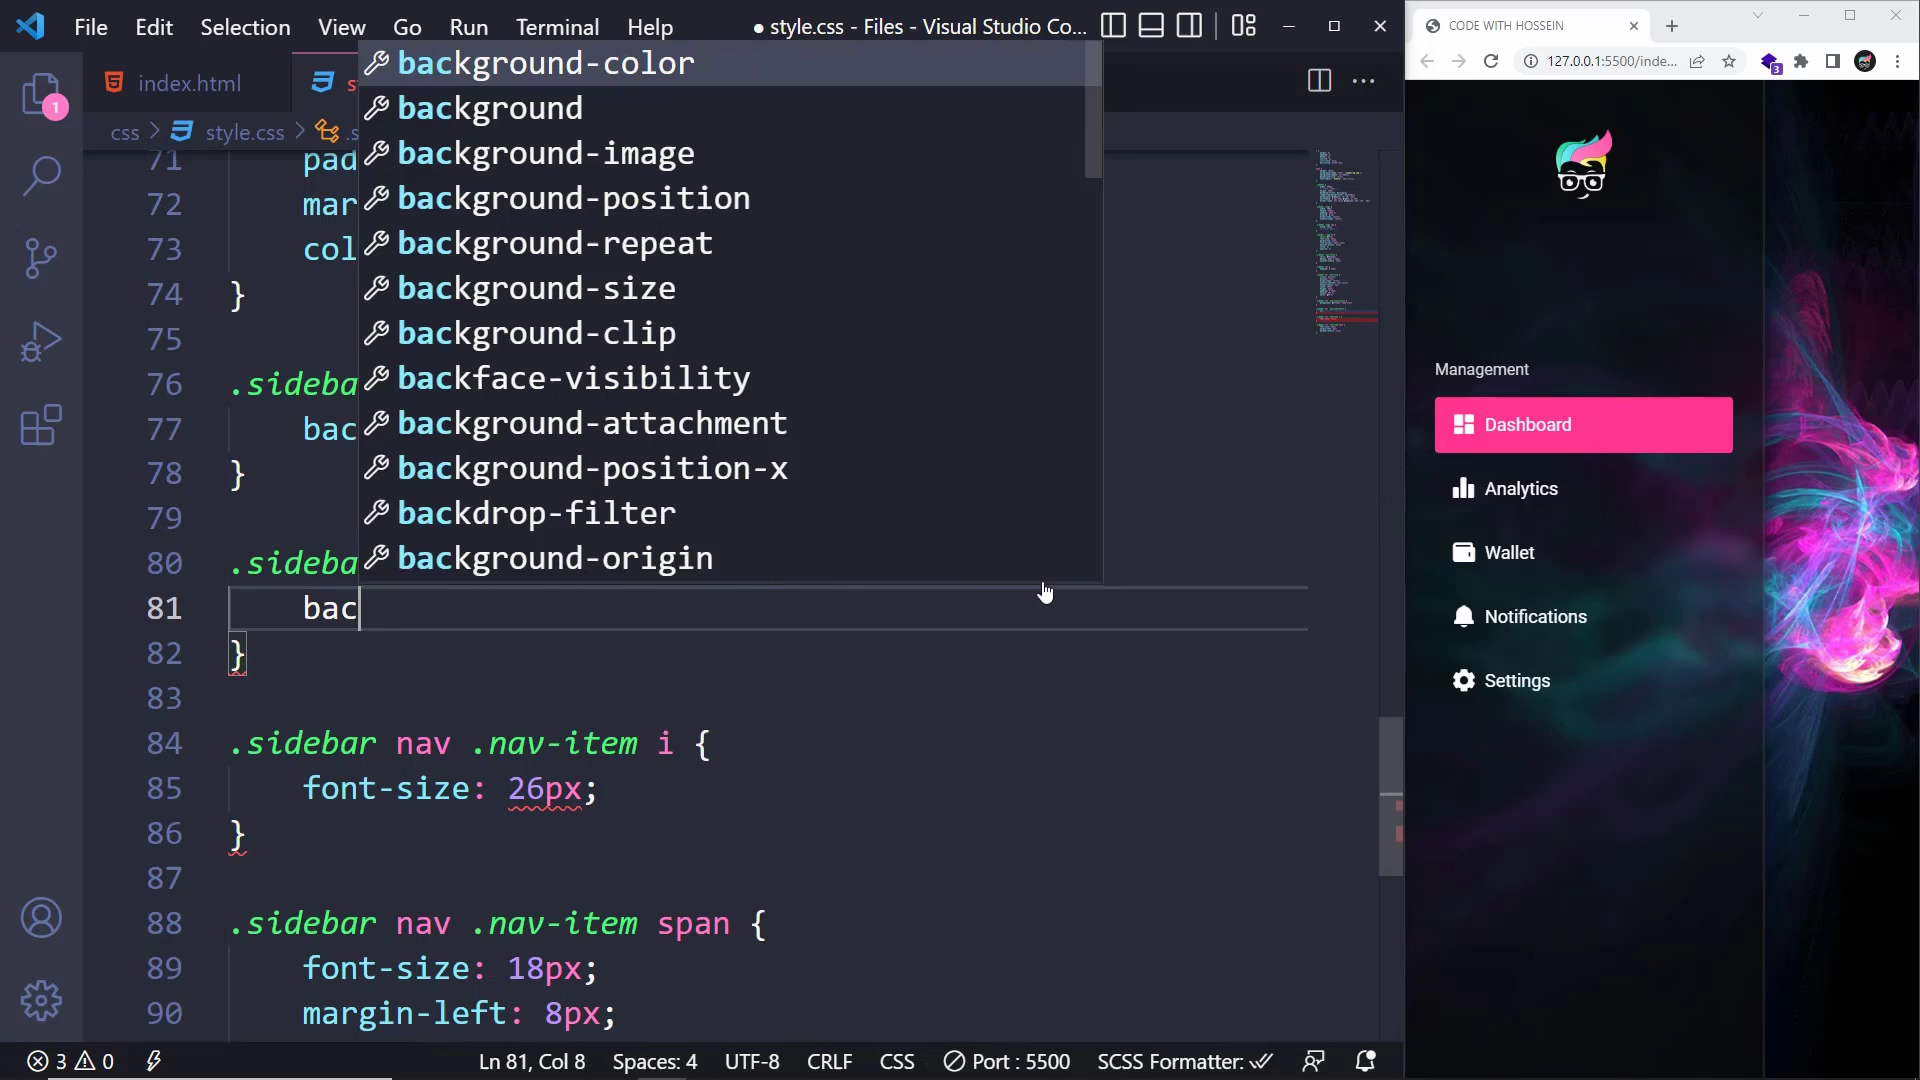 File Edit Selection View Go Run Terminal Help ● style.css - Files - Visual Studio Co...
index.html s
css > style.css > .s
71 pad
72 mar
73 col
74 }
75
76 .sideba
77 bac
78 }
79
80 .sideba
81 bac
82 }
83
84 .sidebar nav .nav-item i {
85 font-size: 26px;
86 }
87
88 .sidebar nav .nav-item span {
89 font-size: 18px;
90 margin-left: 8px;
background-color
background
background-image
background-position
background-repeat
background-size
background-clip
backface-visibility
background-attachment
background-position-x
backdrop-filter
background-origin
1
3 0 Ln 81, Col 8 Spaces: 4 UTF-8 CRLF CSS Port : 5500 SCSS Formatter:
CODE WITH HOSSEIN
127.0.0.1:5500/inde...
3
Management
Dashboard
Analytics
Wallet
Notifications
Settings